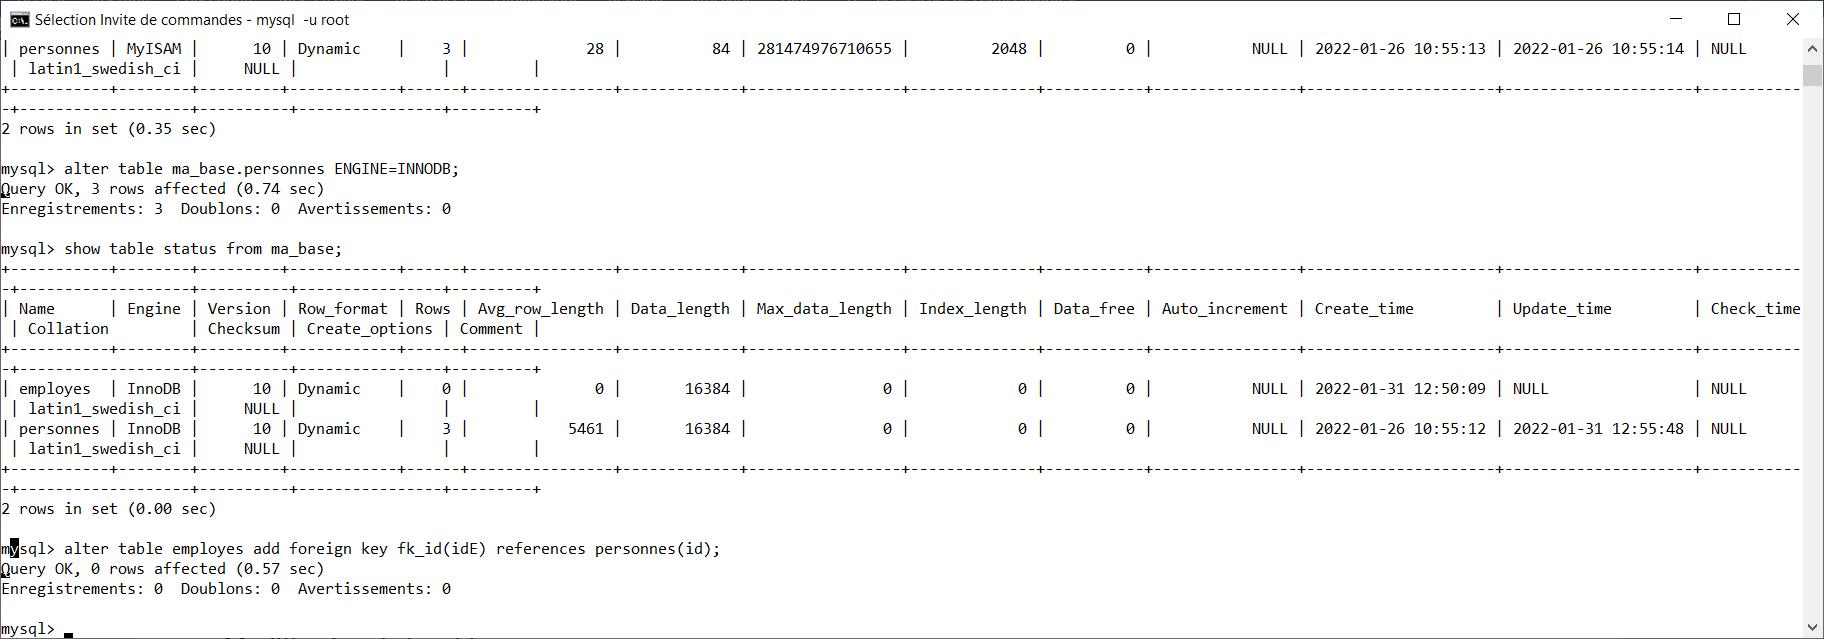 Sélection Invite de commandes - mysql  -u root
| personnes | MyISAM |      10 | Dynamic    |    3 |             28 |          84 | 281474976710655 |         2048 |         0 |           NULL | 2022-01-26 10:55:13 | 2022-01-26 10:55:14 | NULL
 | latin1_swedish_ci |     NULL |                |         |
+-----------+--------+---------+------------+------+----------------+-------------+-----------------+--------------+-----------+----------------+---------------------+---------------------+-----------
-+-------------------+----------+----------------+---------+
2 rows in set (0.35 sec)
mysql> alter table ma_base.personnes ENGINE=INNODB;
Query OK, 3 rows affected (0.74 sec)
Enregistrements: 3  Doublons: 0  Avertissements: 0
mysql> show table status from ma_base;
+-----------+--------+---------+------------+------+----------------+-------------+-----------------+--------------+-----------+----------------+---------------------+---------------------+-----------
-+-------------------+----------+----------------+---------+
| Name      | Engine | Version | Row_format | Rows | Avg_row_length | Data_length | Max_data_length | Index_length | Data_free | Auto_increment | Create_time         | Update_time         | Check_time
 | Collation         | Checksum | Create_options | Comment |
+-----------+--------+---------+------------+------+----------------+-------------+-----------------+--------------+-----------+----------------+---------------------+---------------------+-----------
-+-------------------+----------+----------------+---------+
| employes  | InnoDB |      10 | Dynamic    |    0 |              0 |       16384 |               0 |            0 |         0 |           NULL | 2022-01-31 12:50:09 | NULL                | NULL
 | latin1_swedish_ci |     NULL |                |         |
| personnes | InnoDB |      10 | Dynamic    |    3 |           5461 |       16384 |               0 |            0 |         0 |           NULL | 2022-01-26 10:55:12 | 2022-01-31 12:55:48 | NULL
 | latin1_swedish_ci |     NULL |                |         |
+-----------+--------+---------+------------+------+----------------+-------------+-----------------+--------------+-----------+----------------+---------------------+---------------------+-----------
-+-------------------+----------+----------------+---------+
2 rows in set (0.00 sec)
mysql> alter table employes add foreign key fk_id(idE) references personnes(id);
Query OK, 0 rows affected (0.57 sec)
Enregistrements: 0  Doublons: 0  Avertissements: 0
mysql>